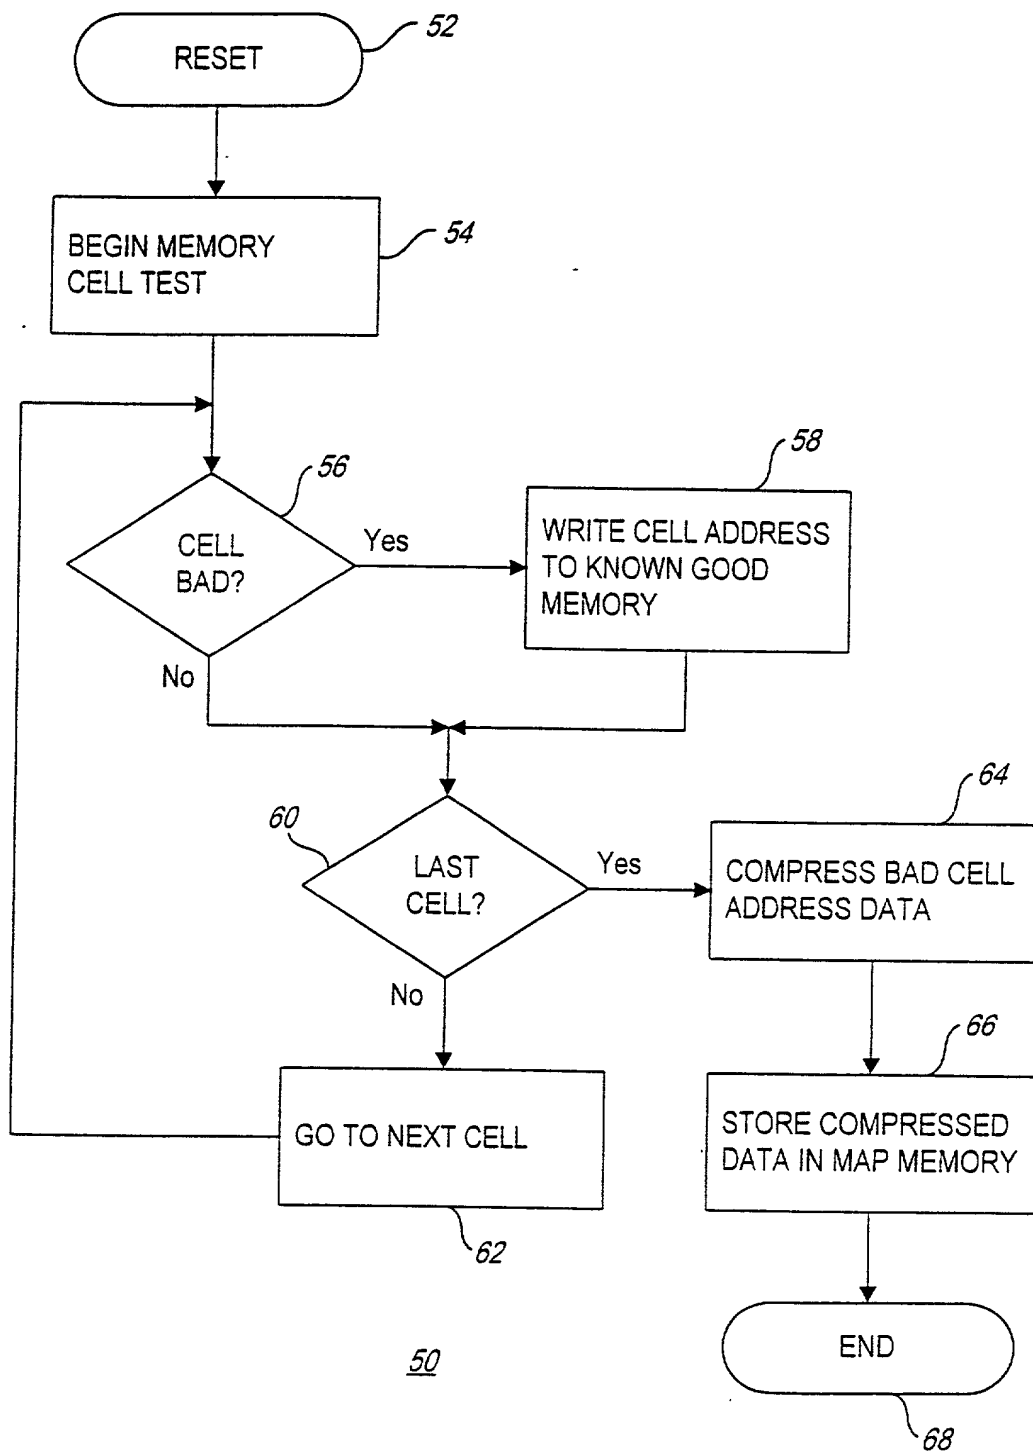 52
RESET
54
BEGIN MEMORY
CELL TEST
56
CELL
BAD?
Yes
No
58
WRITE CELL ADDRESS
TO KNOWN GOOD
MEMORY
60
LAST
CELL?
Yes
No
64
COMPRESS BAD CELL
ADDRESS DATA
62
GO TO NEXT CELL
66
STORE COMPRESSED
DATA IN MAP MEMORY
END
68
50